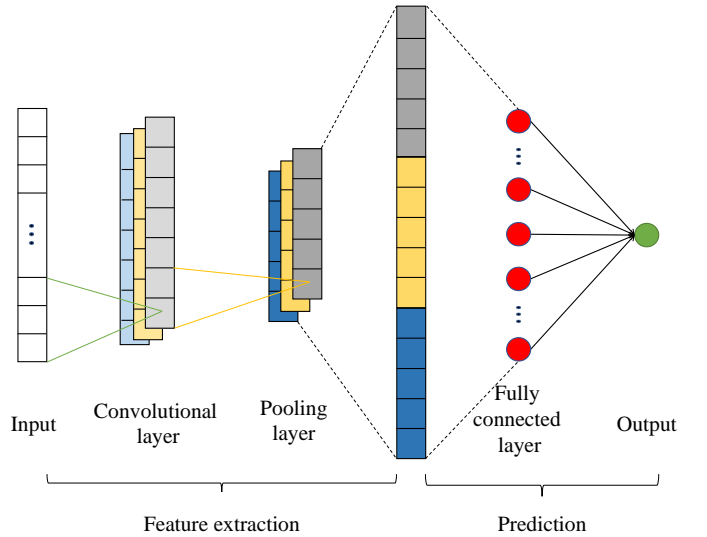 Input
Convolutional
layer
Pooling
layer
Fully
connected
layer
Output
Feature extraction
Prediction